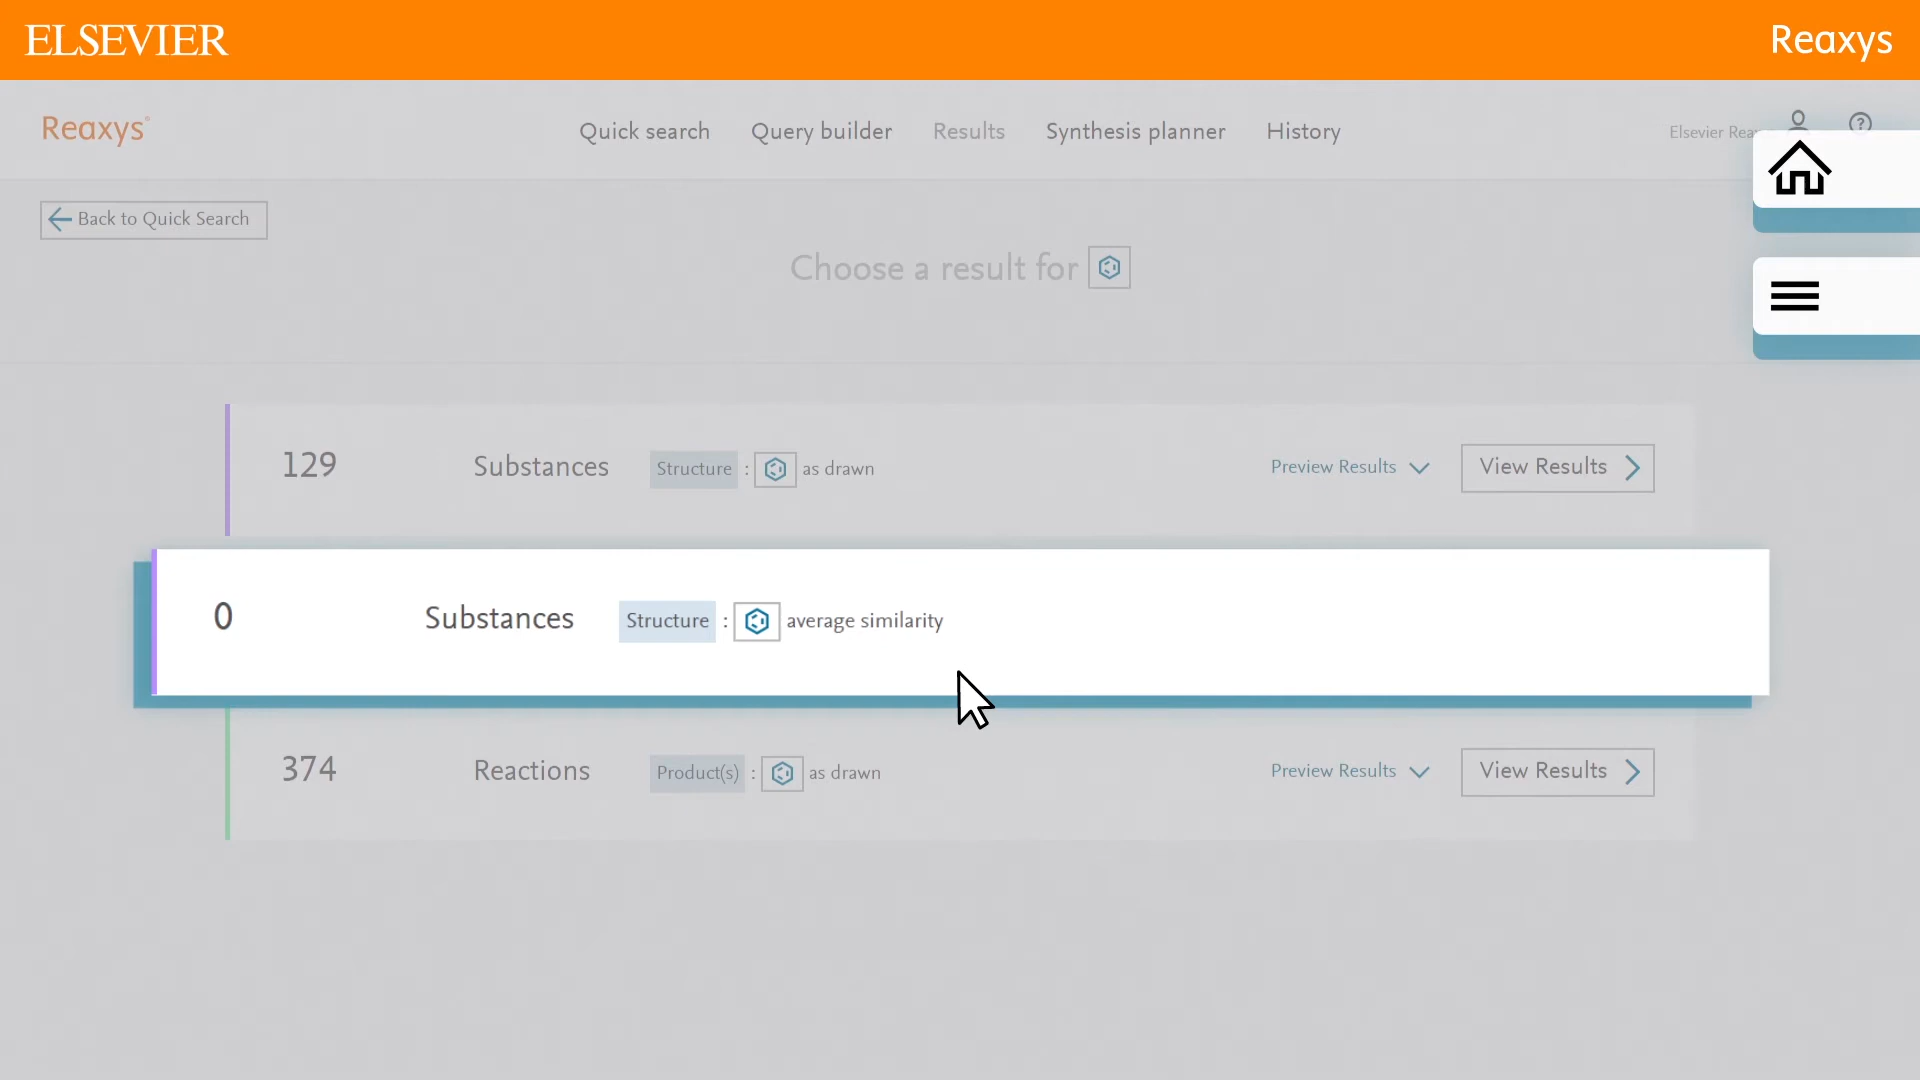 ELSEVIER
Reaxys
Reaxys®
Quick search
Query builder
Results
Synthesis planner
History
Elsevier Rea
?
Back to Quick Search
Choose a result for
129
Substances
Structure : as drawn
Preview Results
View Results
0
Substances
Structure : average similarity
374
Reactions
Product(s) : as drawn
Preview Results
View Results